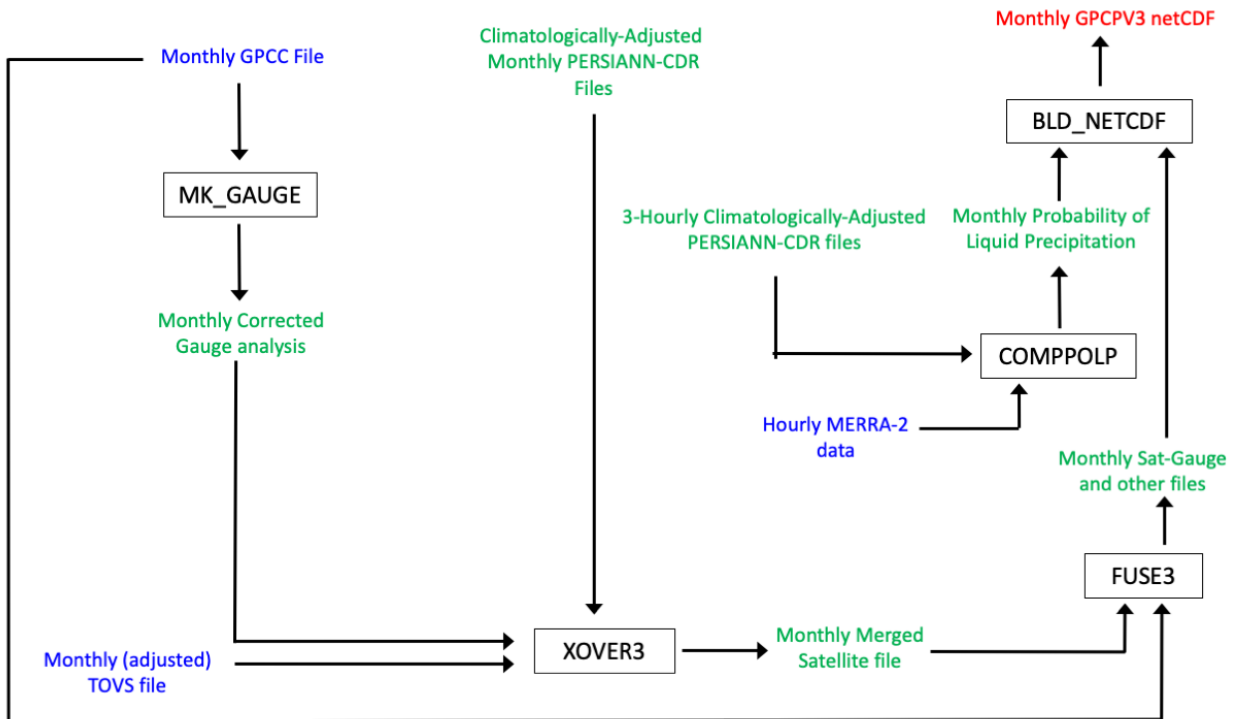 Monthly GPCPV3 netCDF
Climatologically-Adjusted
Monthly PERSIANN-CDR
Files
Monthly GPCC File
BLD_NETCDF
MK_GAUGE
3-Hourly Climatologically-Adjusted
PERSIANN-CDR files
Monthly Probability of
Liquid Precipitation
Monthly Corrected
Gauge analysis
COMPPOLP
Hourly MERRA-2
data
Monthly Sat-Gauge
and other files
FUSE3
Monthly (adjusted)
TOVS file
XOVER3
Monthly Merged
Satellite file